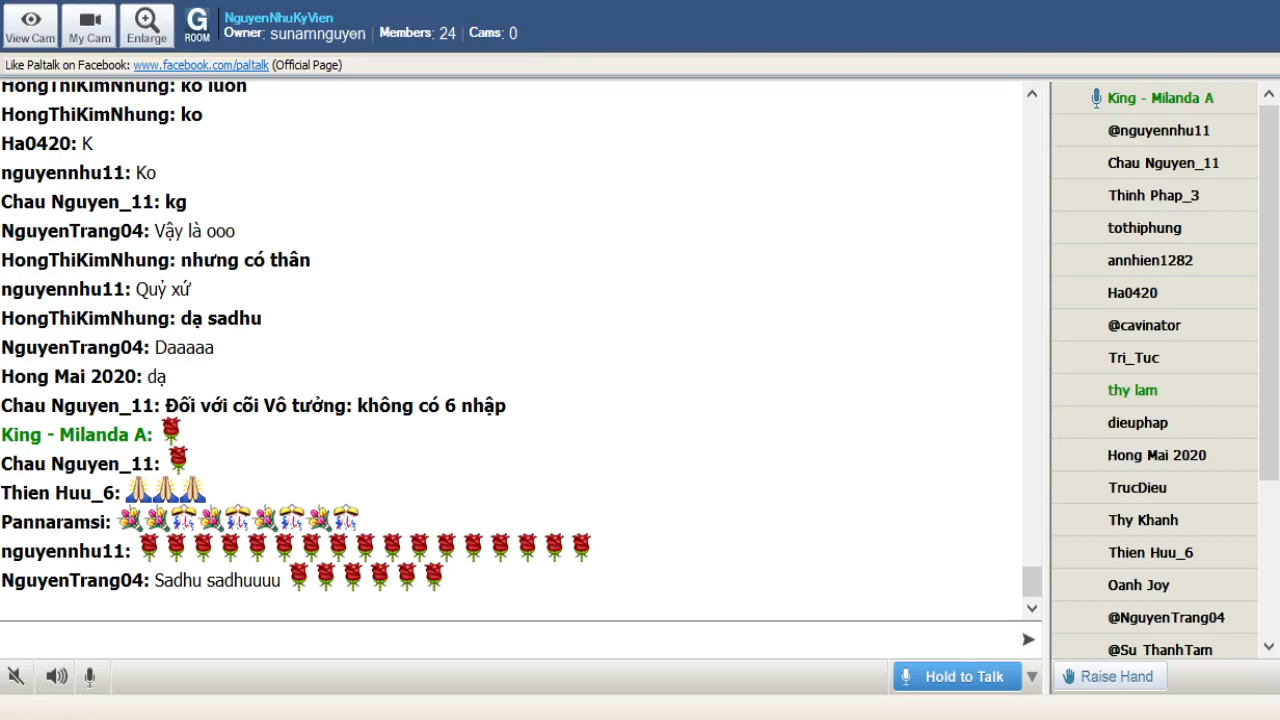 View Cam
My Cam
Enlarge
G
ROOM
NguyenNhuKyVien
Owner: sunamnguyen | Members: 24 | Cams: 0
Like Paltalk on Facebook: www.facebook.com/paltalk (Official Page)
HongThiKimNhung: ko luôn
HongThiKimNhung: ko
Ha0420: K
nguyennhu11: Ko
Chau Nguyen_11: kg
NguyenTrang04: Vậy là ooo
HongThiKimNhung: nhưng có thân
nguyennhu11: Quỷ xứ
HongThiKimNhung: dạ sadhu
NguyenTrang04: Daaaaa
Hong Mai 2020: dạ
Chau Nguyen_11: Đối với cõi Vô tưởng: không có 6 nhập
King - Milanda A:
Chau Nguyen_11:
Thien Huu_6:
Pannaramsi:
nguyennhu11:
NguyenTrang04: Sadhu sadhuuuu
King - Milanda A
@nguyennhu11
Chau Nguyen_11
Thinh Phap_3
tothiphung
annhien1282
Ha0420
@cavinator
Tri_Tuc
thy lam
dieuphap
Hong Mai 2020
TrucDieu
Thy Khanh
Thien Huu_6
Oanh Joy
@NguyenTrang04
@Su ThanhTam
Hold to Talk
Raise Hand